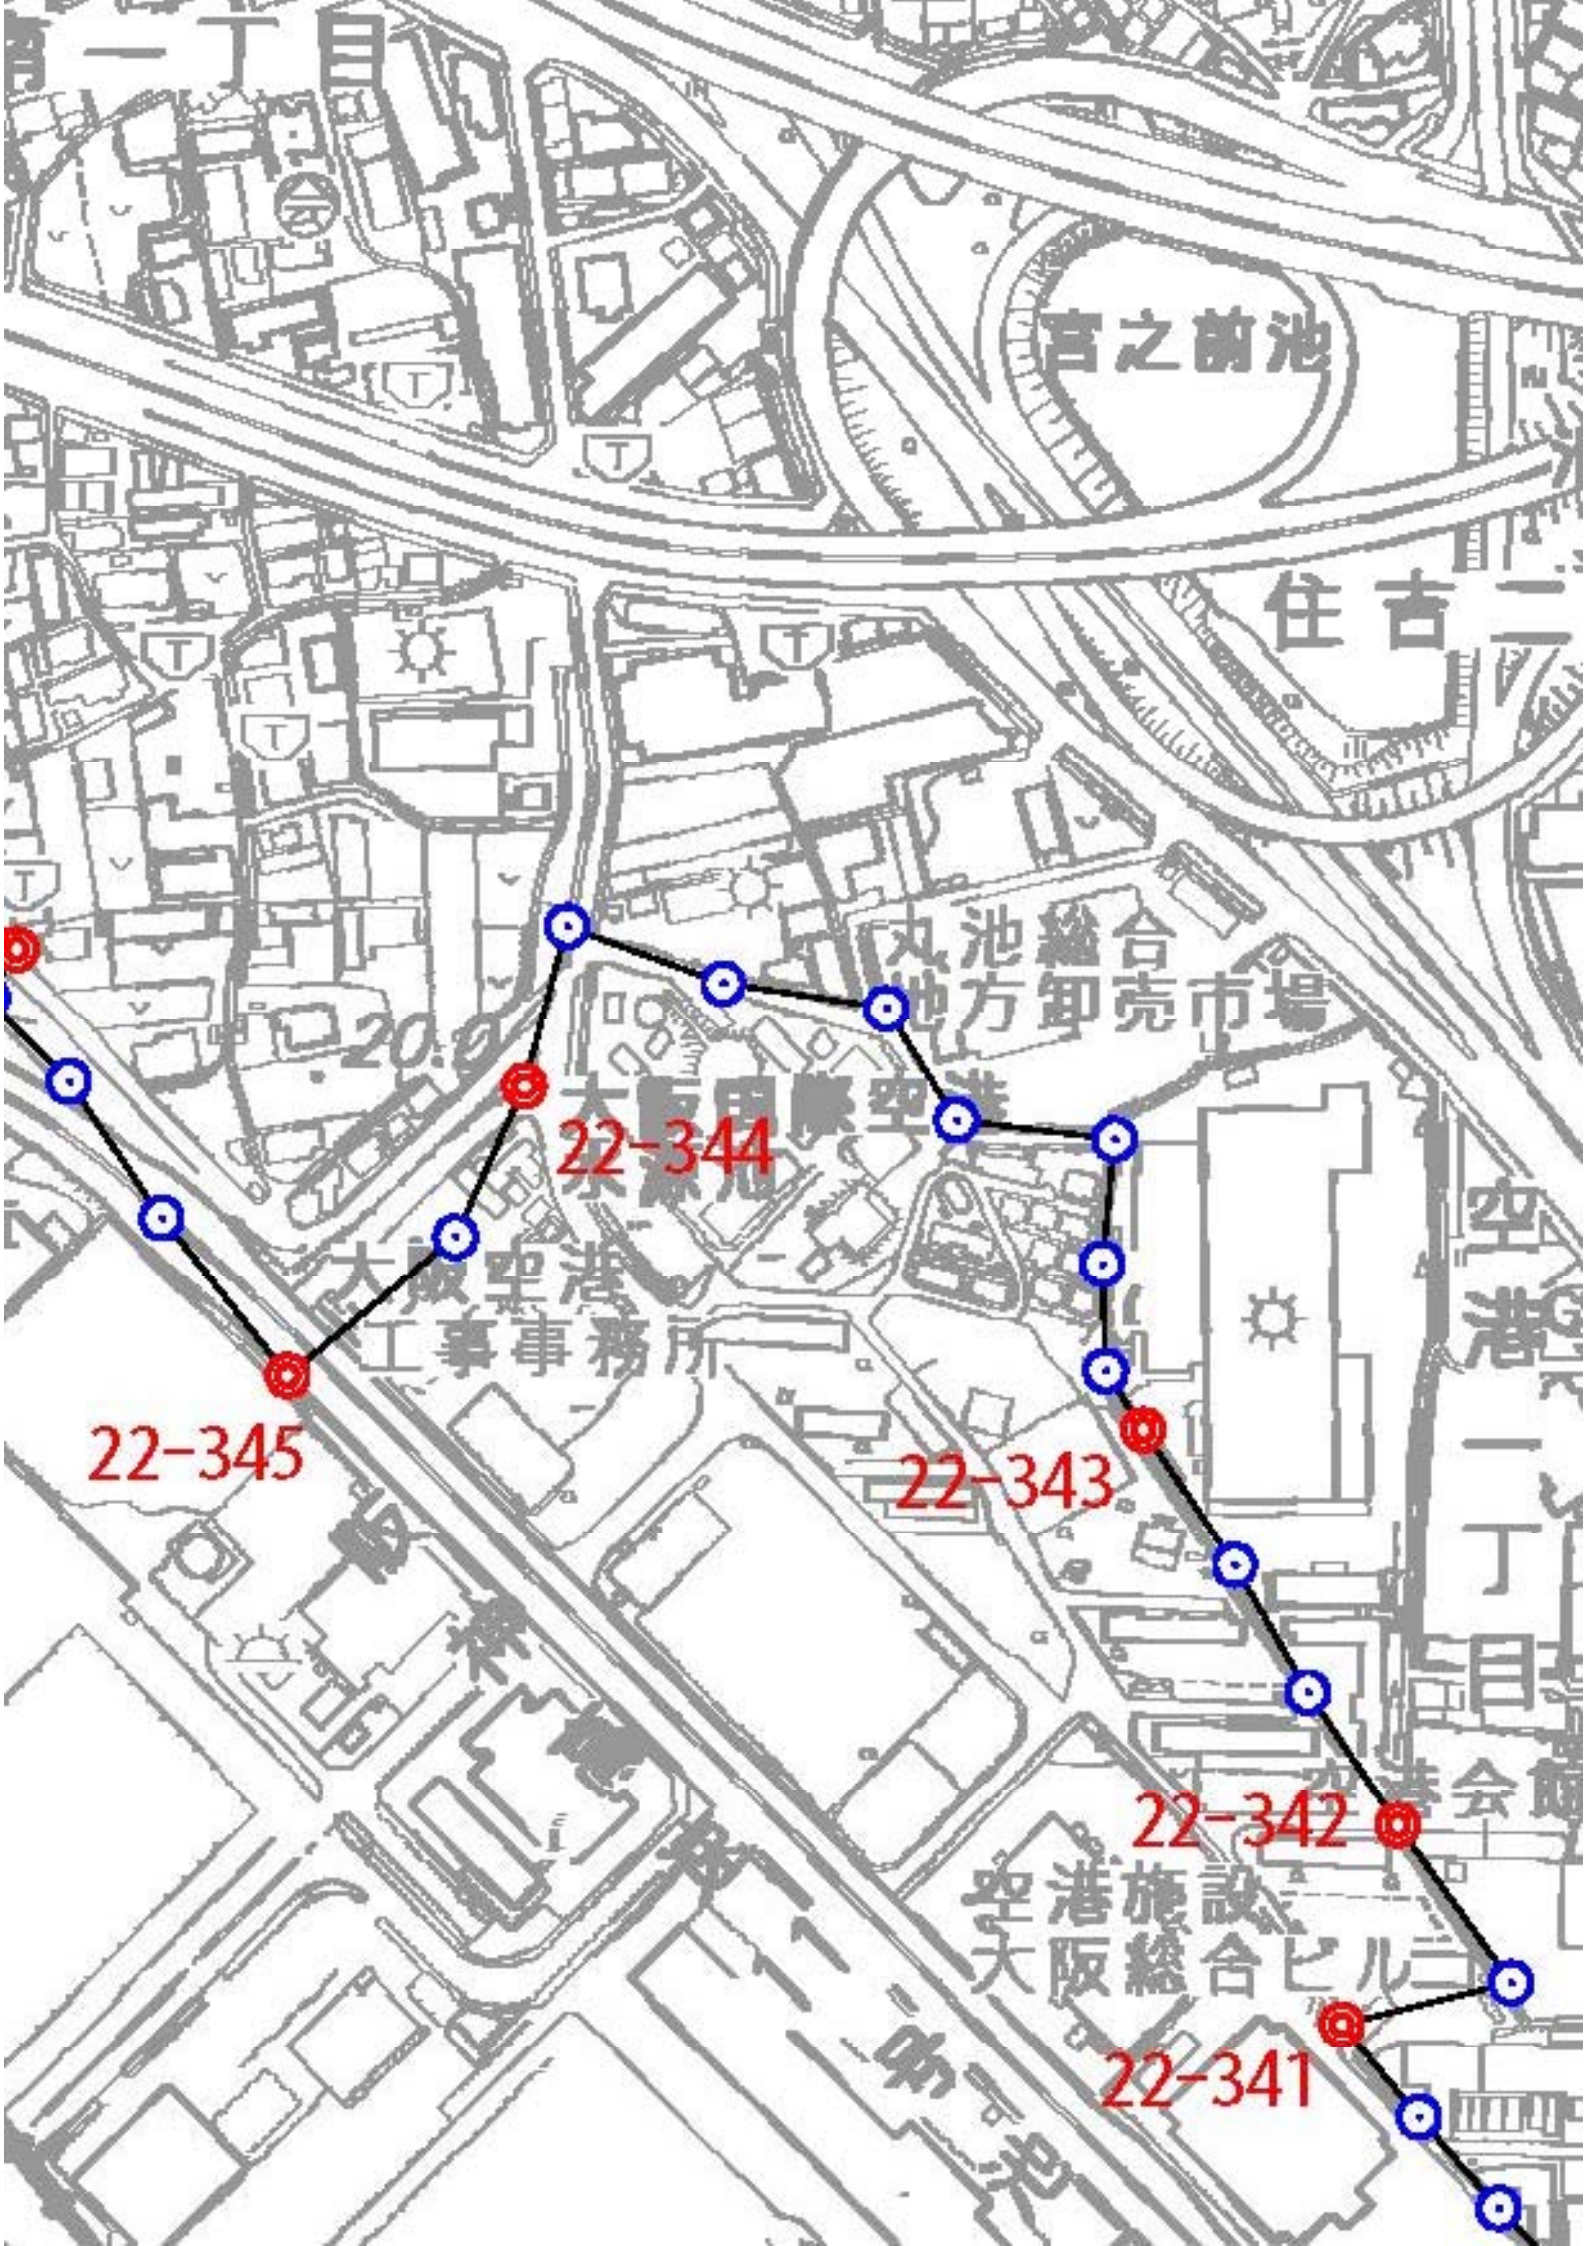 一丁目
宮之前池
住吉二
丸池総合
地方卸売市場
20.0
大阪国際空港
22-344
大阪空港
工事事務所
22-345
22-343
空港一丁目
空港会館
22-342
空港施設
大阪総合ビル
22-341